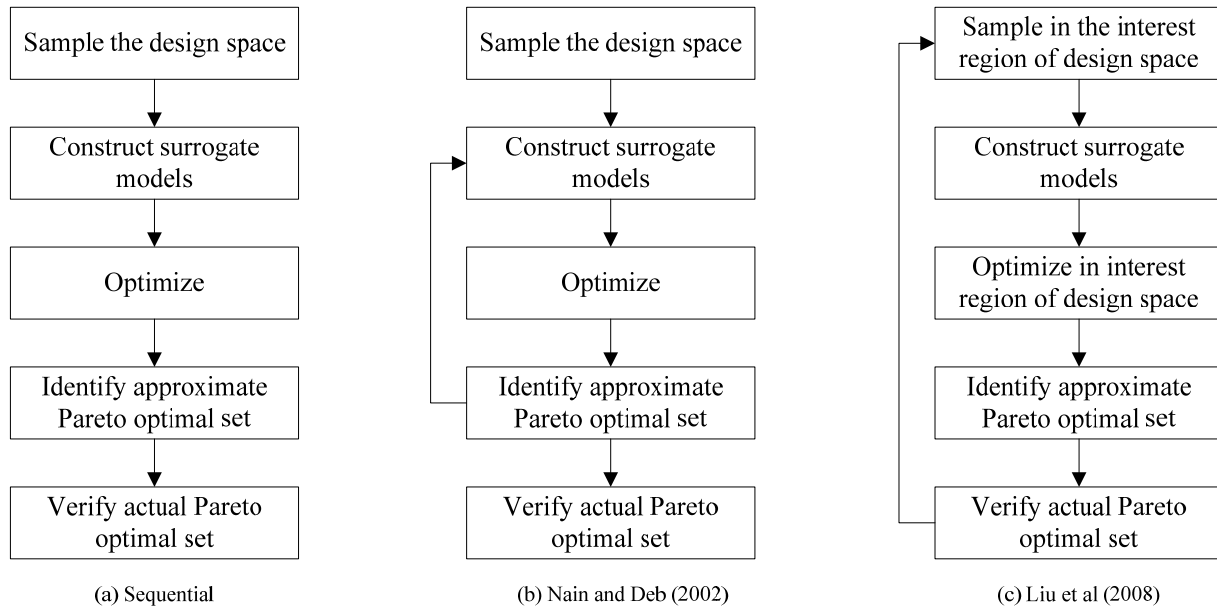 Sample the design space
Construct surrogate
models
Optimize
Identify approximate
Pareto optimal set
Verify actual Pareto
optimal set
(a) Sequential
Sample the design space
Construct surrogate
models
Optimize
Identify approximate
Pareto optimal set
Verify actual Pareto
optimal set
(b) Nain and Deb (2002)
Sample in the interest
region of design space
Construct surrogate
models
Optimize in interest
region of design space
Identify approximate
Pareto optimal set
Verify actual Pareto
optimal set
(c) Liu et al (2008)